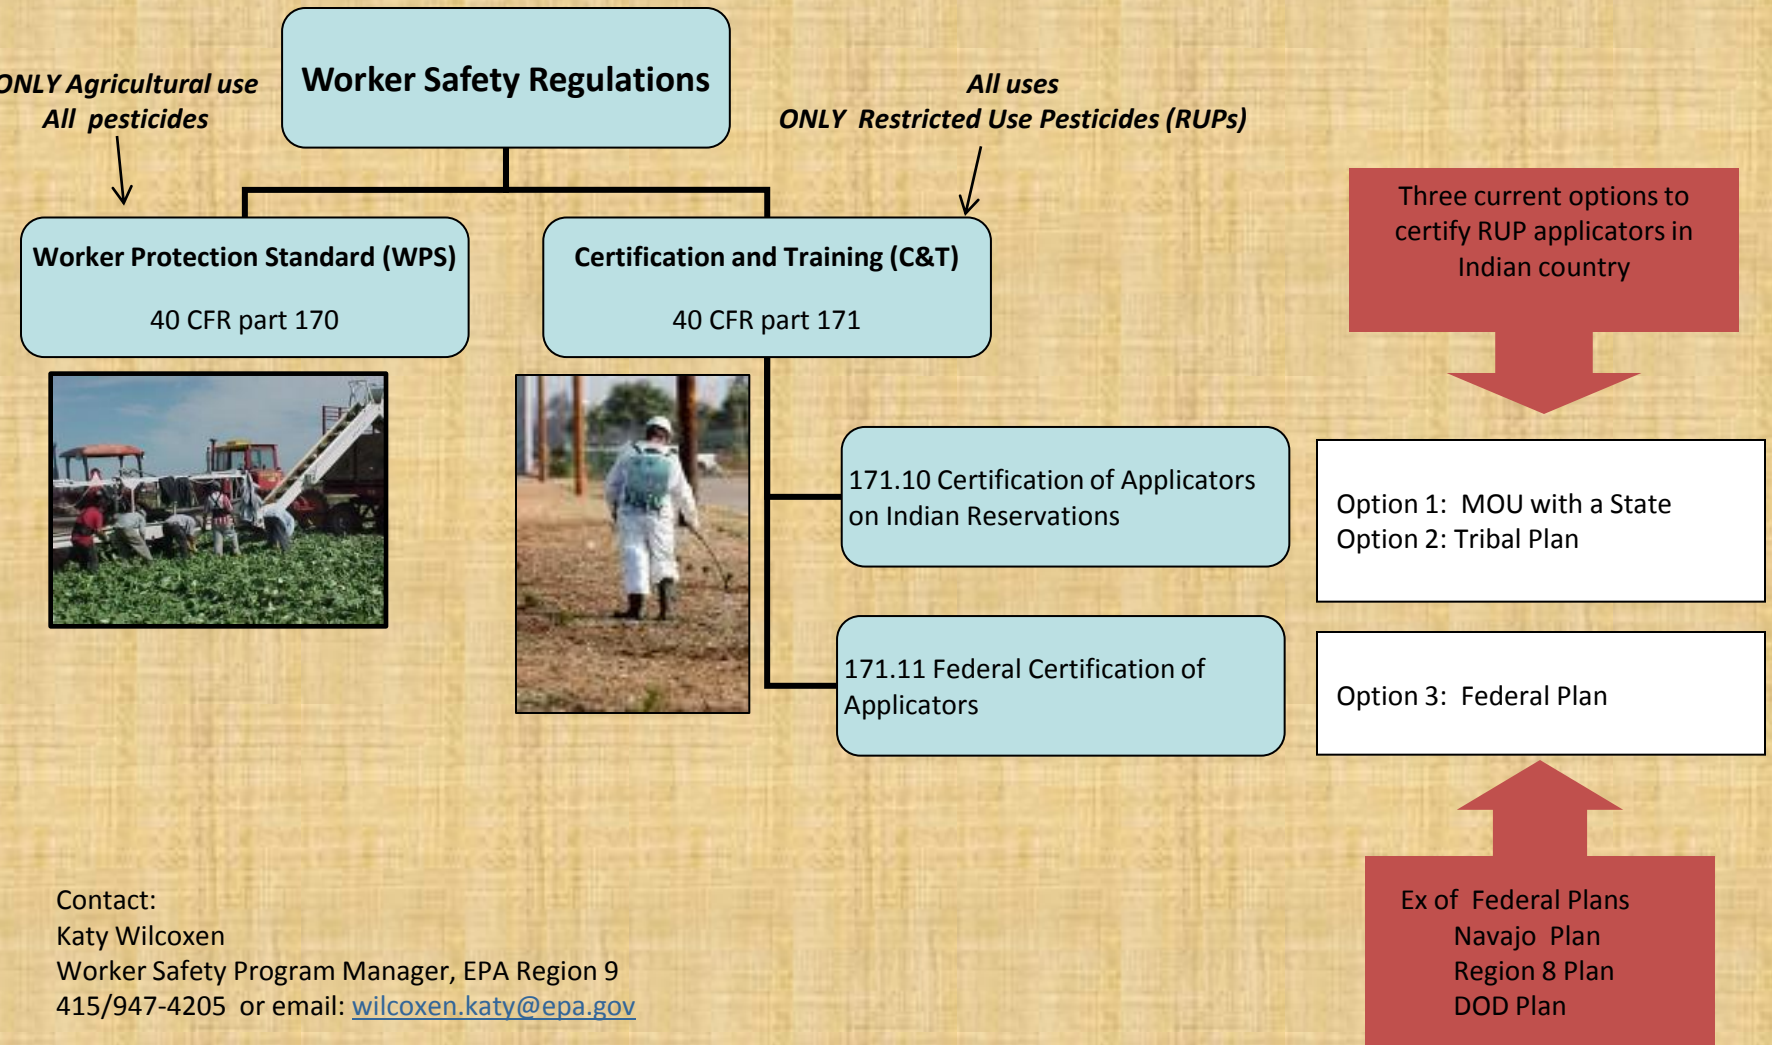 Worker Safety Regulations
ONLY Agricultural use
All pesticides
All uses
ONLY Restricted Use Pesticides (RUPs)
Worker Protection Standard (WPS)
40 CFR part 170
Certification and Training (C&T)
40 CFR part 171
Three current options to
certify RUP applicators in
Indian country
171.10 Certification of Applicators
on Indian Reservations
Option 1: MOU with a State
Option 2: Tribal Plan
171.11 Federal Certification of
Applicators
Option 3: Federal Plan
Ex of Federal Plans
Navajo Plan
Region 8 Plan
DOD Plan
Contact:
Katy Wilcoxen
Worker Safety Program Manager, EPA Region 9
415/947-4205 or email: wilcoxen.katy@epa.gov